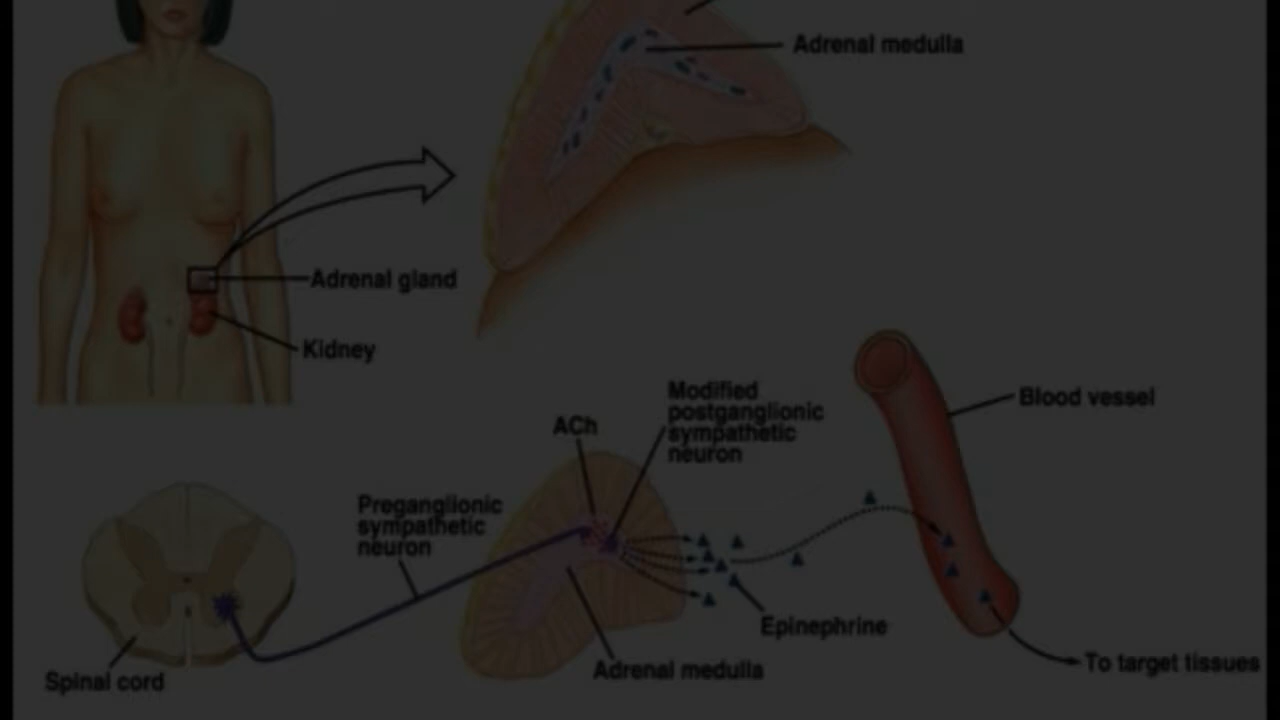 Adrenal medulla
Adrenal gland
Kidney
Blood vessel
Modified
postganglionic
sympathetic
neuron
ACh
Preganglionic
sympathetic
neuron
Epinephrine
Adrenal medulla
To target tissues
Spinal cord